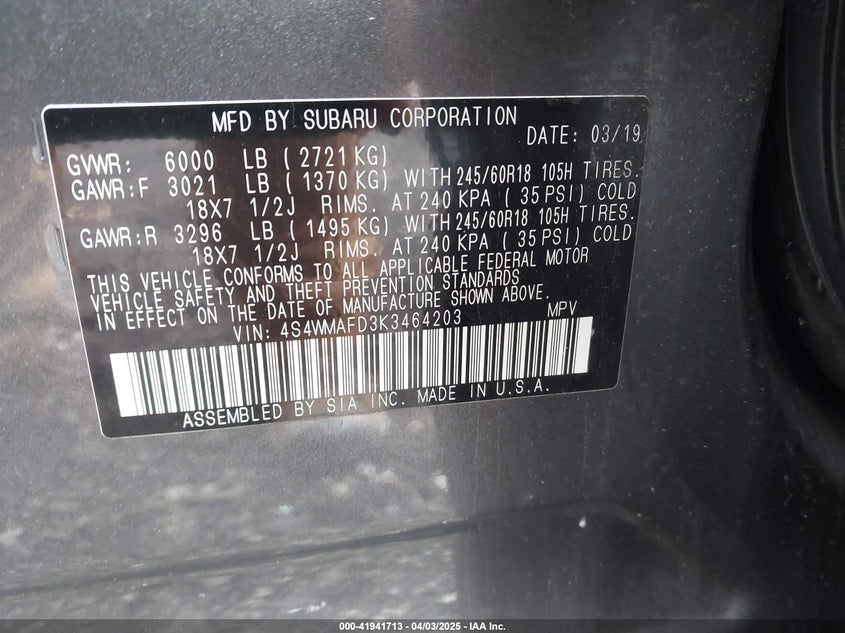 MFD BY SUBARU CORPORATION
DATE: 03/19
GVWR: 6000 LB ( 2721 KG)
GAWR:F 3021 LB ( 1370 KG) WITH 245/60R18 105H TIRES.
18X7 1/2J RIMS. AT 240 KPA ( 35 PSI) COLD
GAWR:R 3296 LB ( 1495 KG) WITH 245/60R18 105H TIRES.
18X7 1/2J RIMS. AT 240 KPA ( 35 PSI) COLD
THIS VEHICLE CONFORMS TO ALL APPLICABLE FEDERAL MOTOR
VEHICLE SAFETY AND THEFT PREVENTION STANDARDS
IN EFFECT ON THE DATE OF MANUFACTURE SHOWN ABOVE.
VIN: 4S4WMAFD3K3464203 MPV
ASSEMBLED BY SIA INC. MADE IN U.S.A.
000-41941713 - 04/03/2025 - IAA Inc.